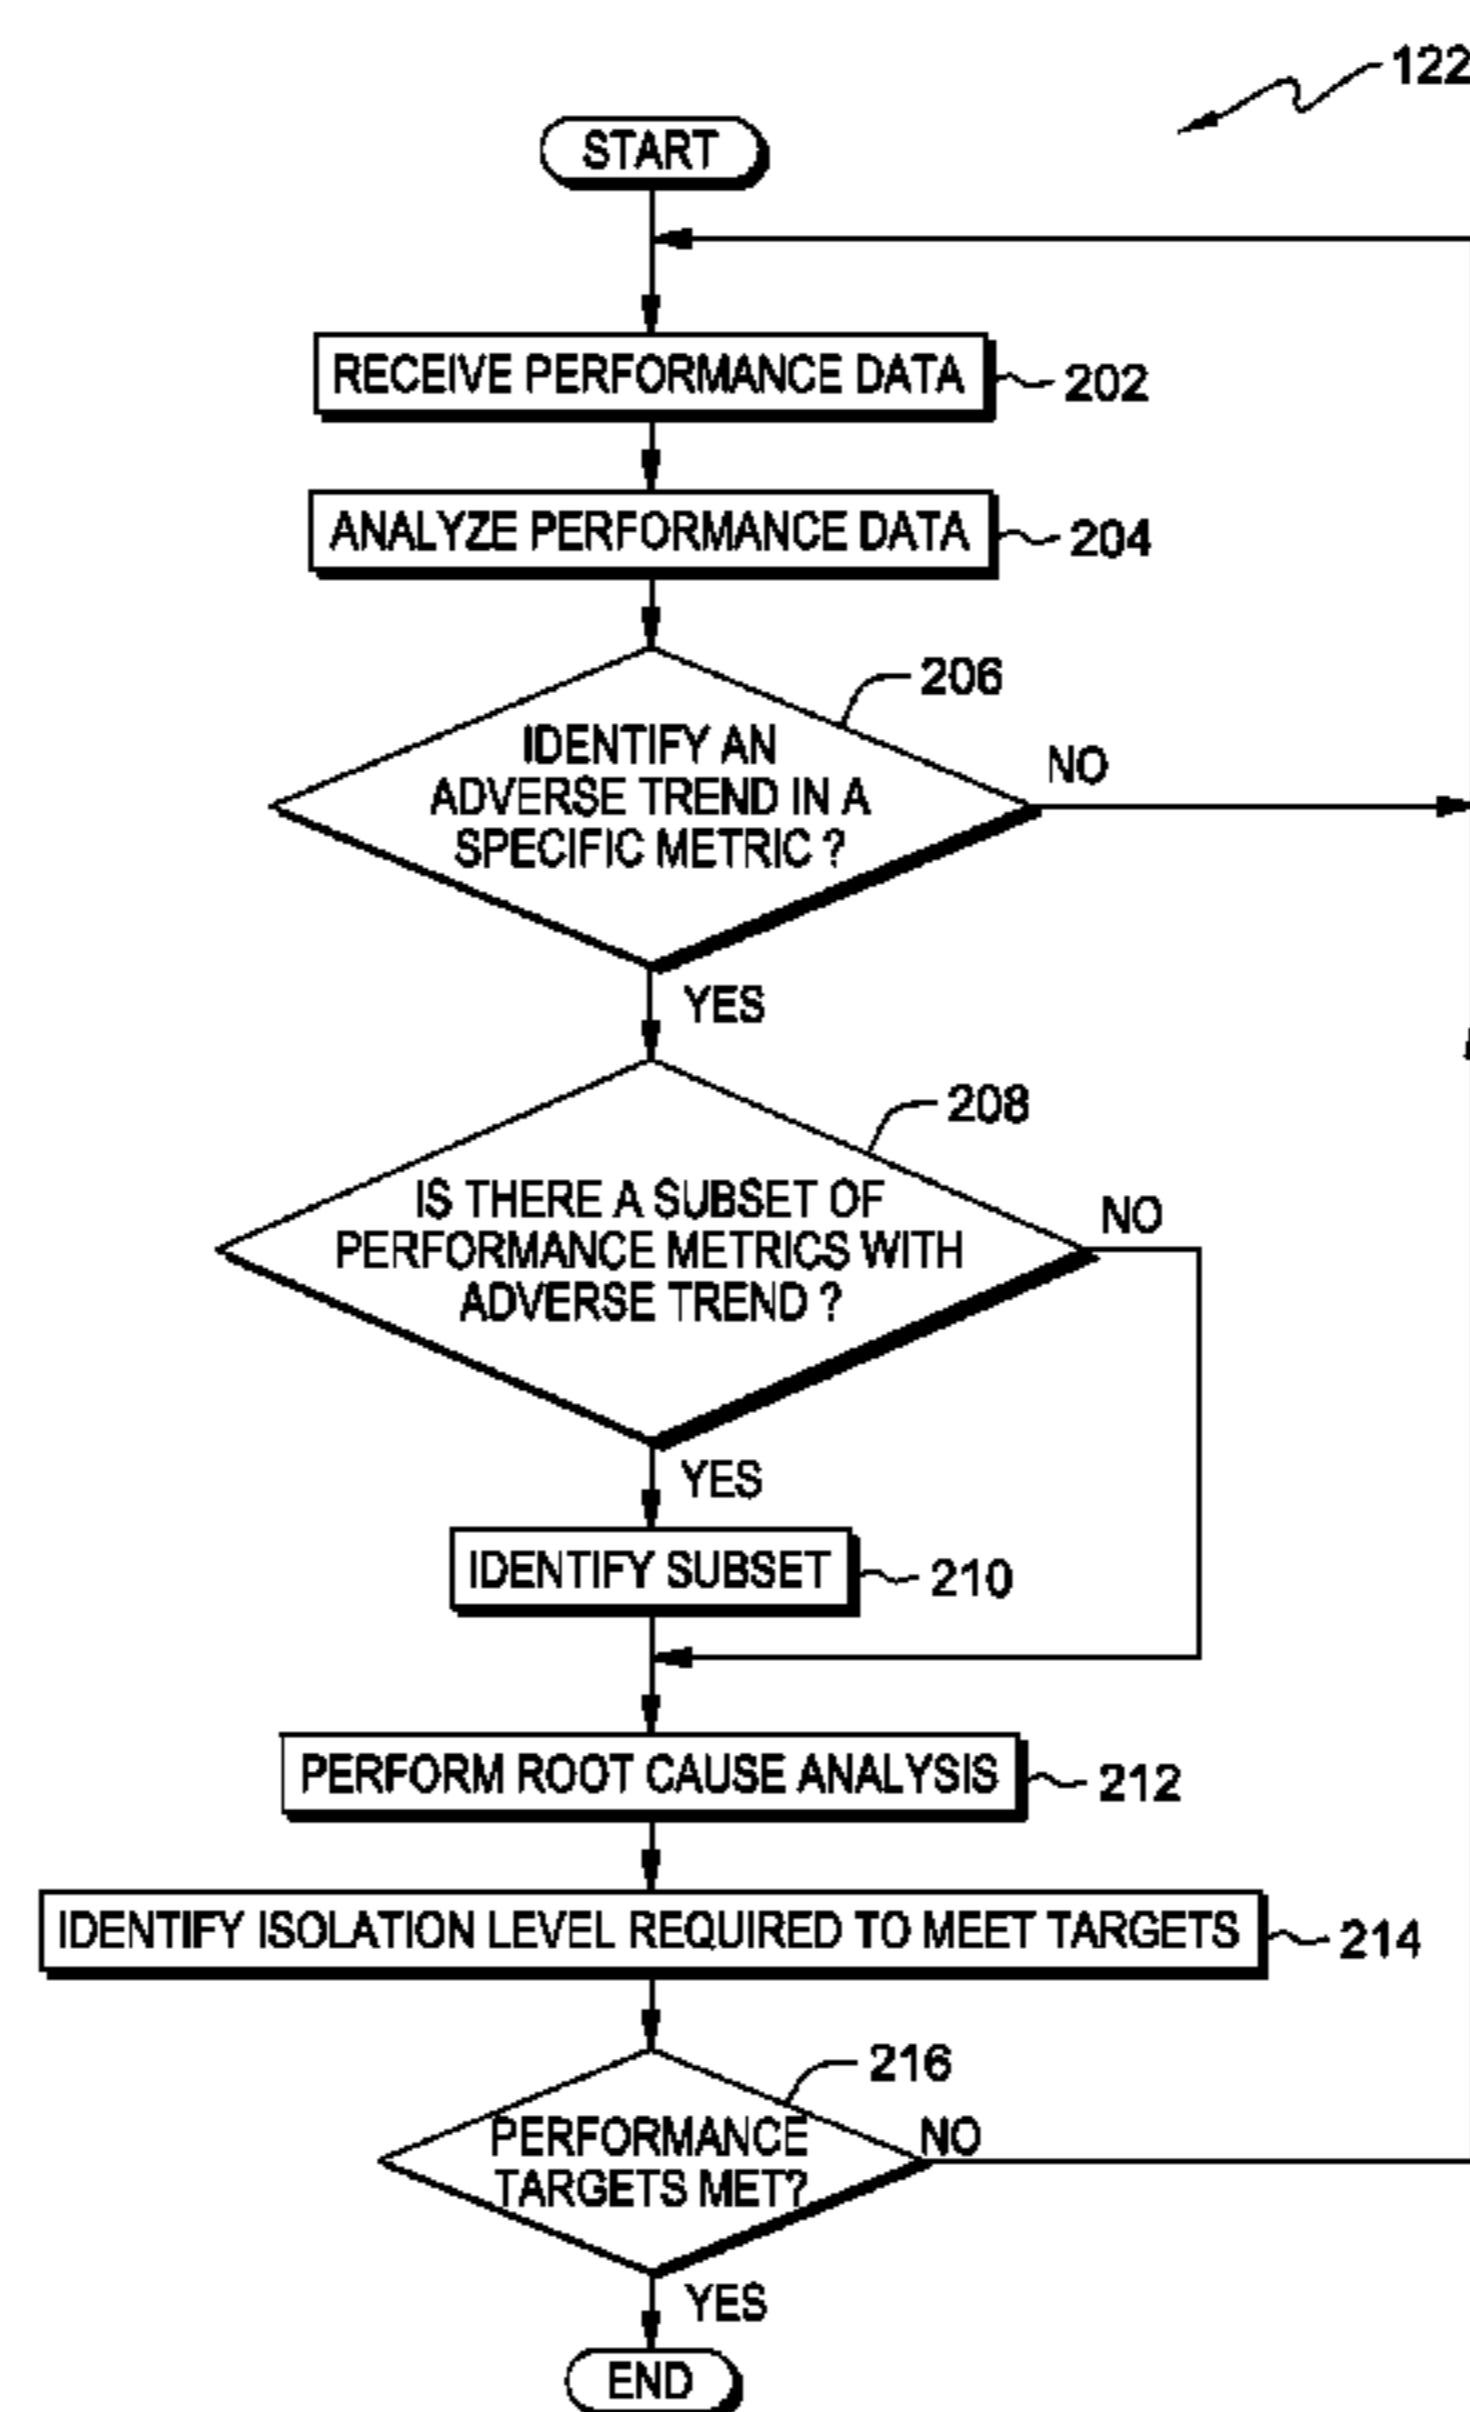 122
START
RECEIVE PERFORMANCE DATA
202
ANALYZE PERFORMANCE DATA
204
206
IDENTIFY AN
ADVERSE TREND IN A
SPECIFIC METRIC ?
NO
YES
208
IS THERE A SUBSET OF
PERFORMANCE METRICS WITH
ADVERSE TREND ?
NO
YES
IDENTIFY SUBSET
210
PERFORM ROOT CAUSE ANALYSIS
212
IDENTIFY ISOLATION LEVEL REQUIRED TO MEET TARGETS
214
216
PERFORMANCE
TARGETS MET?
NO
YES
END